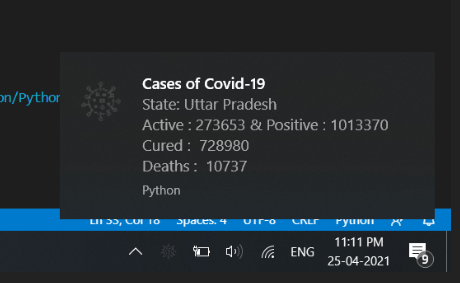 on/Python
Cases of Covid-19
State: Uttar Pradesh
Active : 273653 & Positive : 1013370
Cured : 728980
Deaths : 10737
Python
Ln 33, Col 18 Spaces: 4 UTF-8 CRLF Python
ENG
11:11 PM
25-04-2021
9